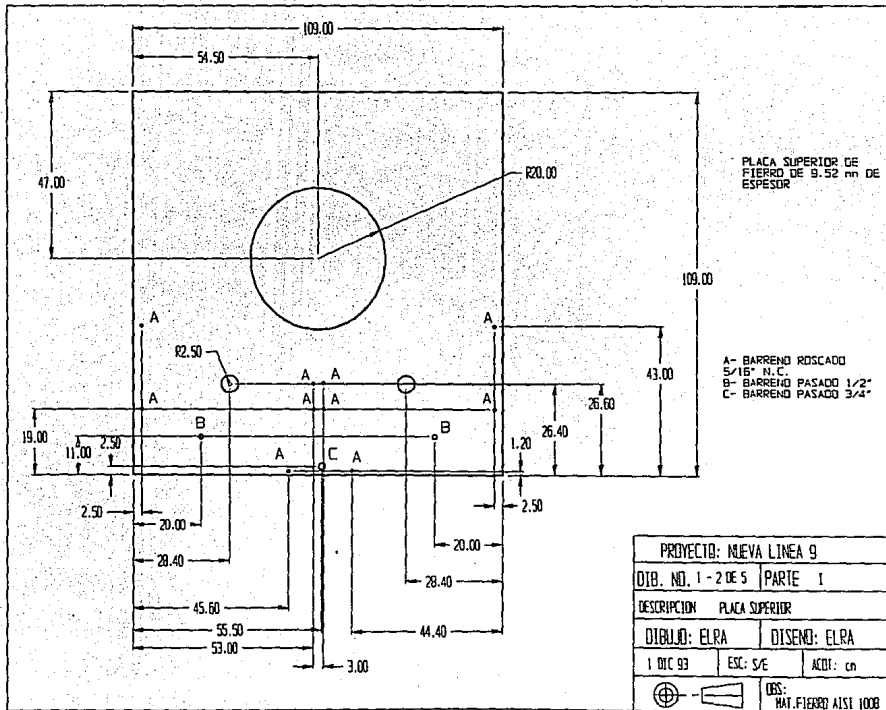 109.00
54.50
47.00
R20.00
PLACA SUPERIOR DE
FIERRO DE 9.52 mm DE
ESPESOR
109.00
A
A
R2.50
A A
43.00
A- BARRENO ROSCADO
5/16" N.C.
B- BARRENO PASADO 1/2"
C- BARRENO PASADO 3/4"
26.60
26.40
A
A A
A
19.00
11.00
2.50
B
B
1.20
A
C
A
2.50
2.50
20.00
20.00
28.40
28.40
45.60
55.50
44.40
53.00
3.00
PROYECTO: NUEVA LINEA 9
DIB. NO. 1 - 2 DE 5 PARTE 1
DESCRIPCION PLACA SUPERIOR
DIBUJO: ELRA DISENO: ELRA
1 DIC 93 ESC: S/E ACOT: cm
OBS:
MAT.FIERRO AISI 1008